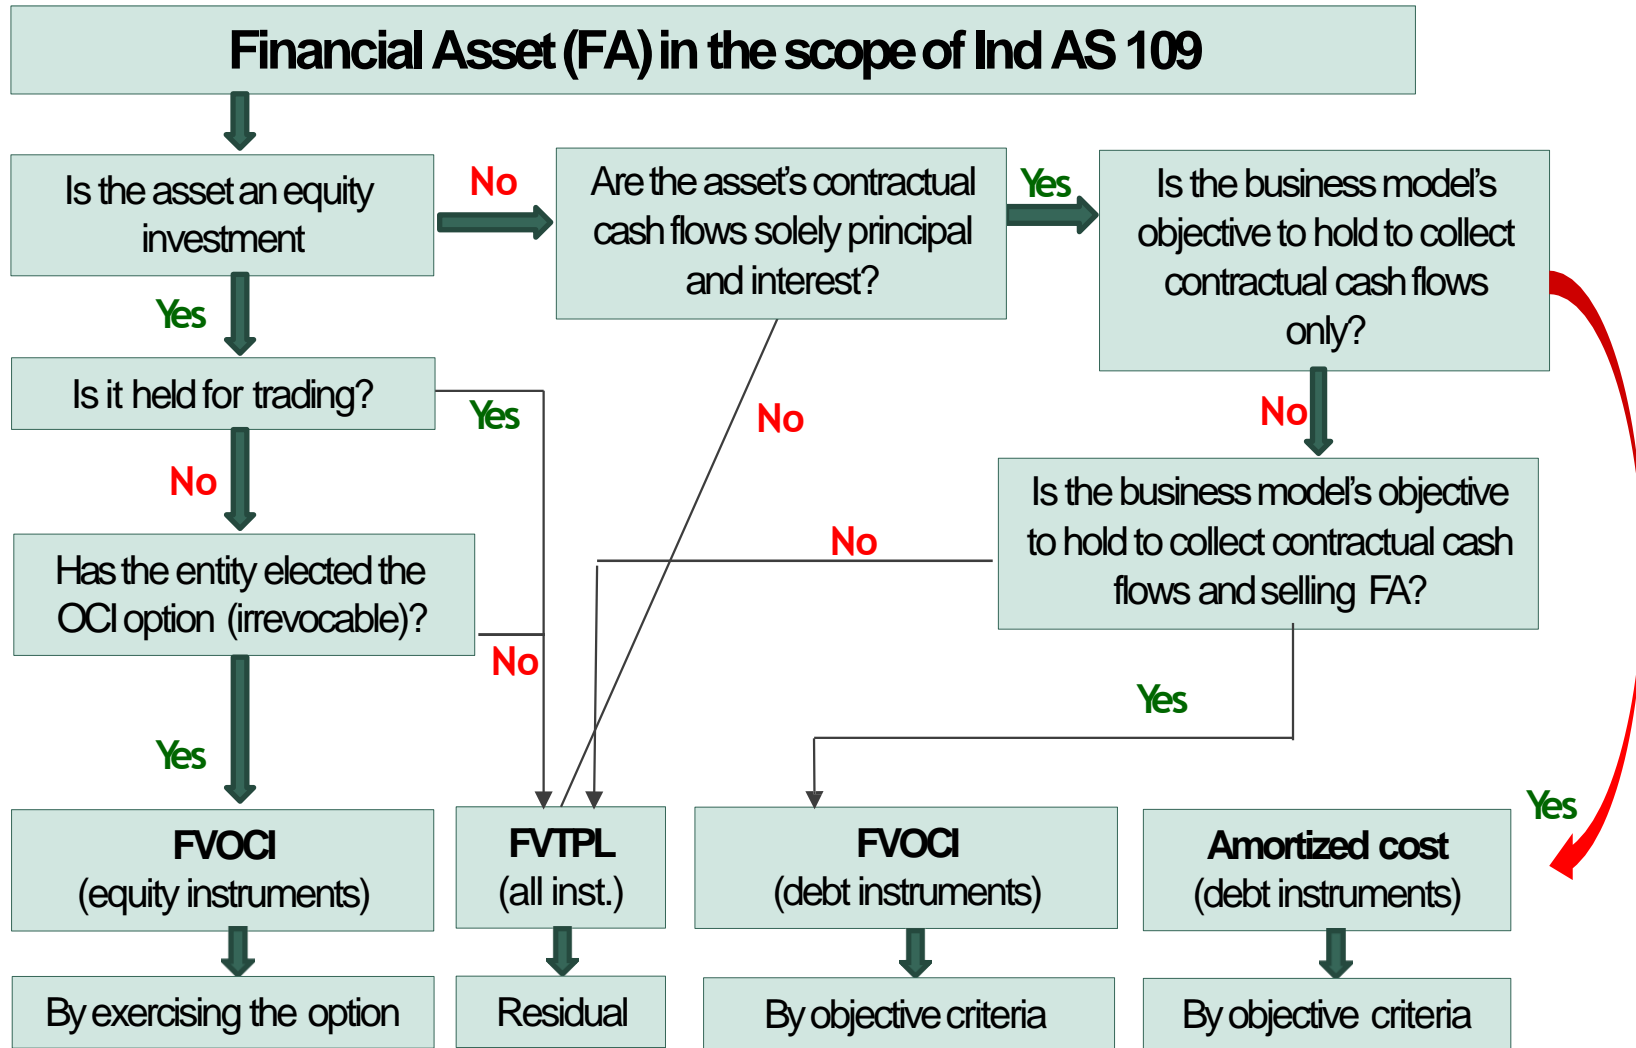 Financial Asset (FA) in the scope of Ind AS 109
Is the asset an equity
investment
No
Are the asset's contractual
cash flows solely principal
and interest?
Yes
Is the business model's
objective to hold to collect
contractual cash flows
only?
Yes
Is it held for trading?
Yes
No
No
No
Has the entity elected the
OCI option (irrevocable)?
No
No
Is the business model's objective
to hold to collect contractual cash
flows and selling FA?
Yes
Yes
Yes
FVOCI
(equity instruments)
FVTPL
(all inst.)
FVOCI
(debt instruments)
Amortized cost
(debt instruments)
By exercising the option
Residual
By objective criteria
By objective criteria